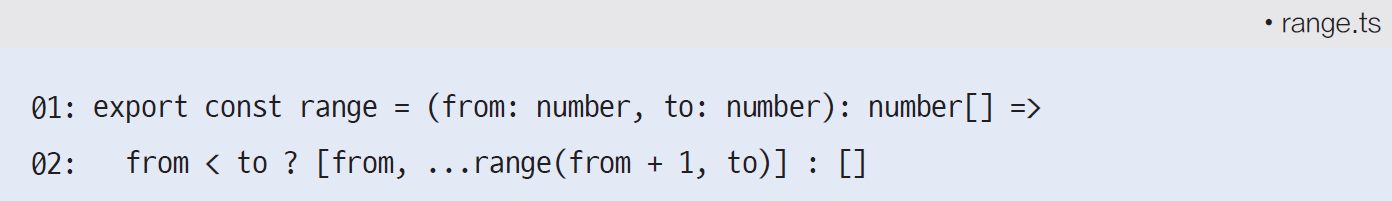 • range.ts
01: export const range = (from: number, to: number): number[] =>
02:   from < to ? [from, ...range(from + 1, to)] : []